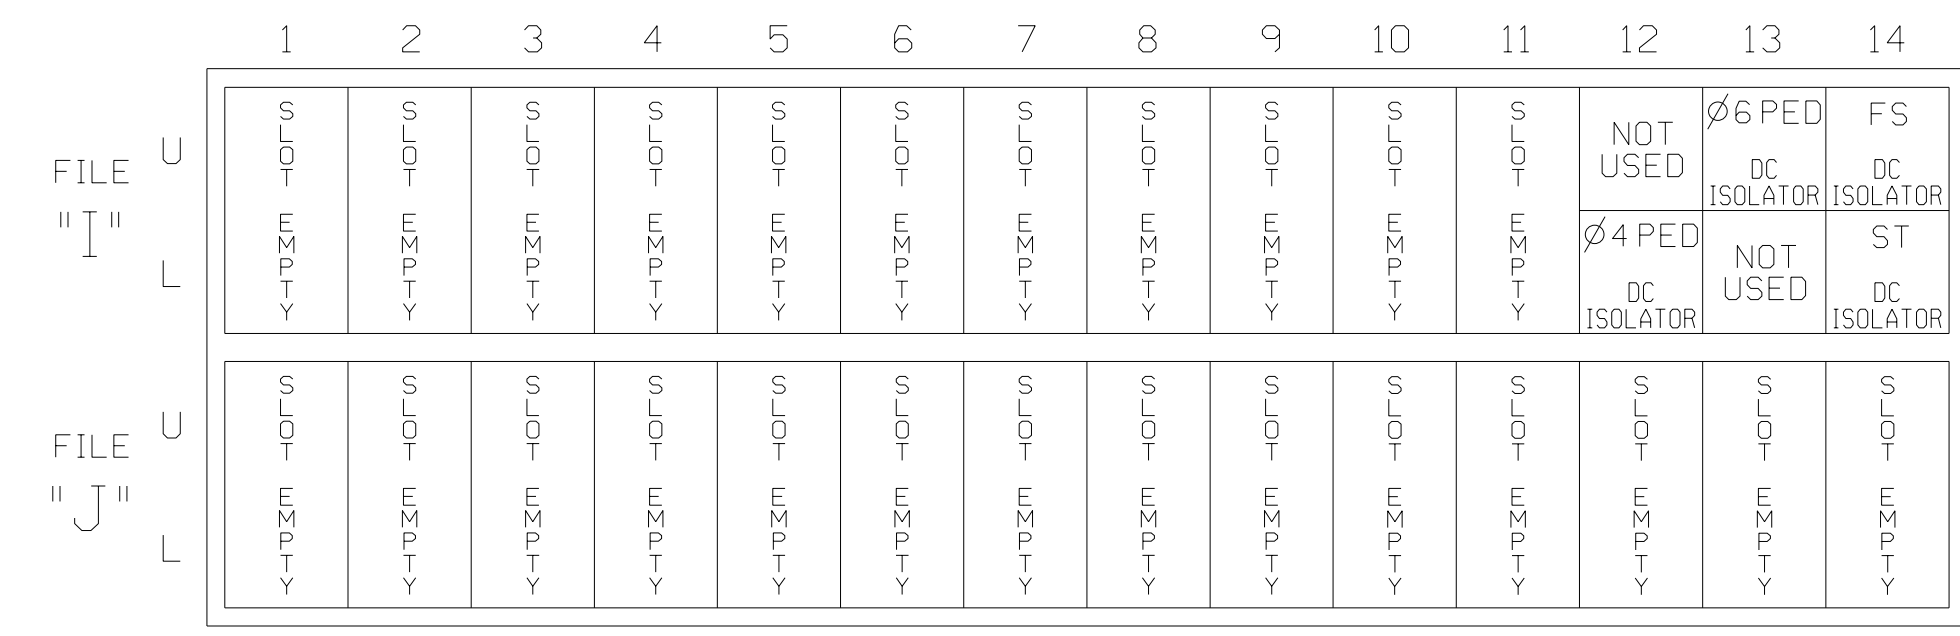 1 2 3 4 5 6 7 8 9 10 11 12 13 14
FILE "I"
U
L
SLOT EMPTY
SLOT EMPTY
SLOT EMPTY
SLOT EMPTY
SLOT EMPTY
SLOT EMPTY
SLOT EMPTY
SLOT EMPTY
SLOT EMPTY
SLOT EMPTY
SLOT EMPTY
NOT
USED
Ø4 PED
DC
ISOLATOR
Ø6 PED
DC
ISOLATOR
NOT
USED
FS
DC
ISOLATOR
ST
DC
ISOLATOR
FILE "J"
U
L
SLOT EMPTY
SLOT EMPTY
SLOT EMPTY
SLOT EMPTY
SLOT EMPTY
SLOT EMPTY
SLOT EMPTY
SLOT EMPTY
SLOT EMPTY
SLOT EMPTY
SLOT EMPTY
SLOT EMPTY
SLOT EMPTY
SLOT EMPTY